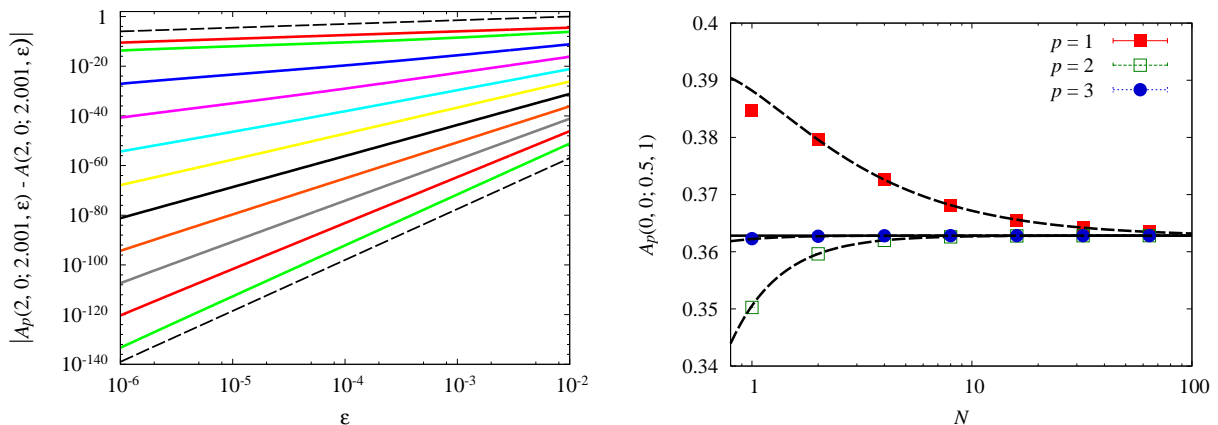 |A_p(2, 0; 2.001, ε) - A(2, 0; 2.001, ε)|
1
10^-20
10^-40
10^-60
10^-80
10^-100
10^-120
10^-140
10^-6 10^-5 10^-4 10^-3 10^-2
ε
A_p(0, 0; 0.5, 1)
0.4
0.39
0.38
0.37
0.36
0.35
0.34
p = 1
p = 2
p = 3
1 10 100
N